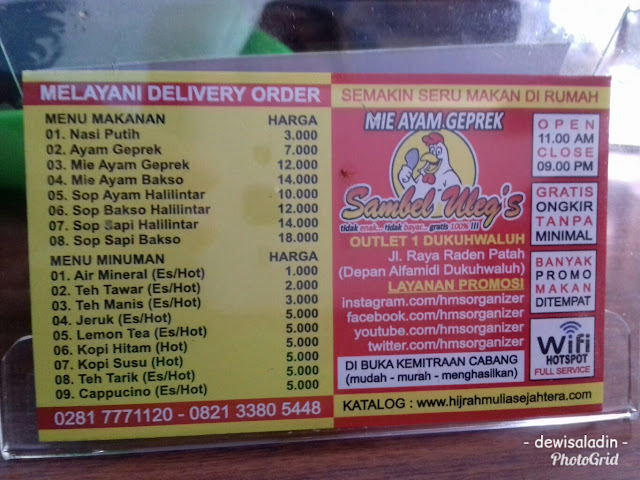 MELAYANI DELIVERY ORDER
MENU MAKANAN HARGA
01. Nasi Putih 3.000
02. Ayam Geprek 7.000
03. Mie Ayam Geprek 12.000
04. Mie Ayam Bakso 14.000
05. Sop Ayam Halilintar 10.000
06. Sop Bakso Halilintar 12.000
07. Sop Sapi Halilintar 14.000
08. Sop Sapi Bakso 18.000
MENU MINUMAN HARGA
01. Air Mineral (Es/Hot) 1.000
02. Teh Tawar (Es/Hot) 2.000
03. Teh Manis (Es/Hot) 3.000
04. Jeruk (Es/Hot) 5.000
05. Lemon Tea (Es/Hot) 5.000
06. Kopi Hitam (Hot) 5.000
07. Kopi Susu (Hot) 5.000
08. Teh Tarik (Es/Hot) 5.000
09. Cappucino (Es/Hot) 5.000
0281 7771120 - 0821 3380 5448
SEMAKIN SERU MAKAN DI RUMAH
MIE AYAM GEPREK
Sambel Uleg's
tidak enak... tidak bayar... gratis 100% !!!
OUTLET 1 DUKUHWALUH
Jl. Raya Raden Patah
(Depan Alfamidi Dukuhwaluh)
LAYANAN PROMOSI
instagram.com/hmsorganizer
facebook.com/hmsorganizer
youtube.com/hmsorganizer
twitter.com/hmsorganizer
DI BUKA KEMITRAAN CABANG
(mudah - murah - menghasilkan)
OPEN
11.00 AM
CLOSE
09.00 PM
GRATIS
ONGKIR
TANPA
MINIMAL
BANYAK
PROMO
MAKAN
DITEMPAT
Wifi
HOTSPOT
FULL SERVICE
KATALOG : www.hijrahmuliasejahtera.com
- dewisaladin -
PhotoGrid